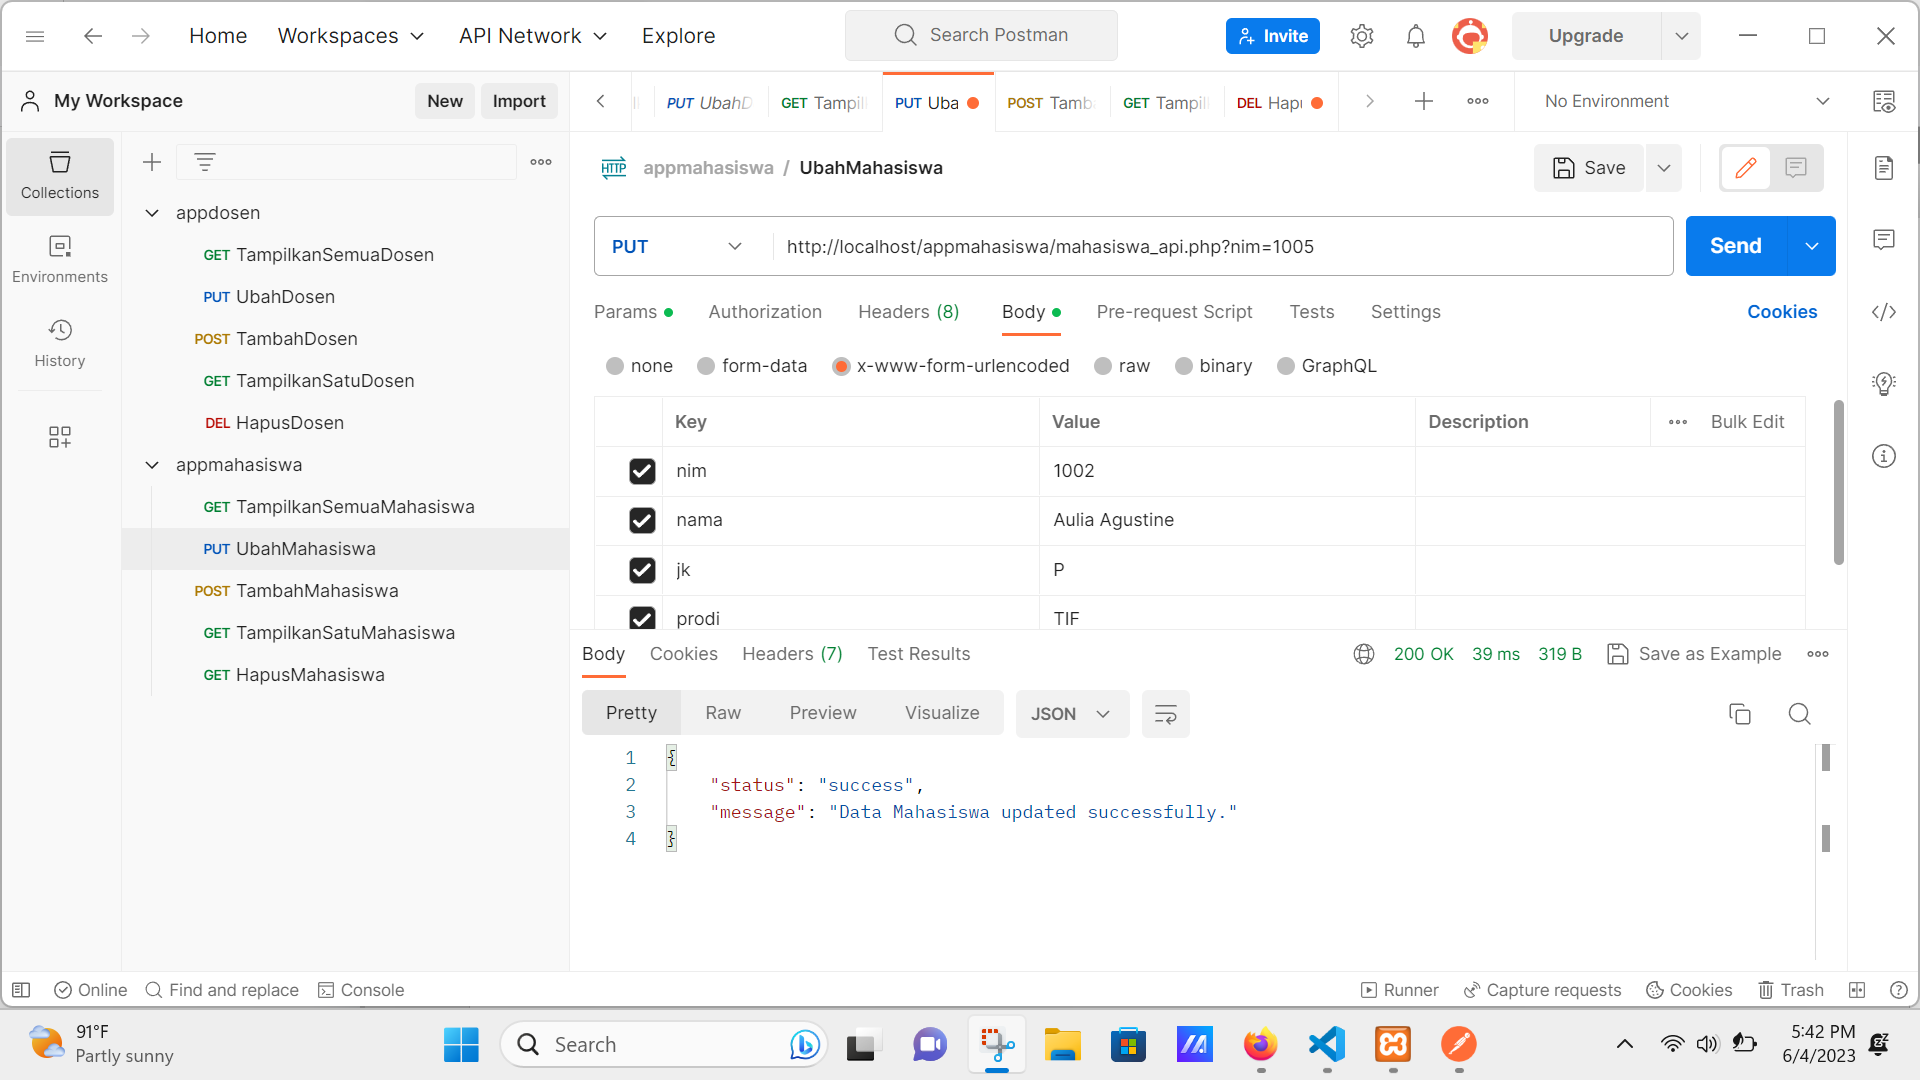 Home
Workspaces
API Network
Explore
Search Postman
Invite
Upgrade
My Workspace
New
Import
PUT UbahD
GET Tampil
PUT Uba
POST Tamb
GET Tampil
DEL Hap
No Environment
Collections
Environments
History
appdosen
GET TampilkanSemuaDosen
PUT UbahDosen
POST TambahDosen
GET TampilkanSatuDosen
DEL HapusDosen
appmahasiswa
GET TampilkanSemuaMahasiswa
PUT UbahMahasiswa
POST TambahMahasiswa
GET TampilkanSatuMahasiswa
GET HapusMahasiswa
HTTP appmahasiswa / UbahMahasiswa
Save
PUT
http://localhost/appmahasiswa/mahasiswa_api.php?nim=1005
Send
Params
Authorization
Headers (8)
Body
Pre-request Script
Tests
Settings
Cookies
none
form-data
x-www-form-urlencoded
raw
binary
GraphQL
Key Value Description Bulk Edit
nim 1002
nama Aulia Agustine
jk P
prodi TIF
Body
Cookies
Headers (7)
Test Results
200 OK 39 ms 319 B
Save as Example
Pretty
Raw
Preview
Visualize
JSON
1 {
2 "status": "success",
3 "message": "Data Mahasiswa updated successfully."
4 }
Online
Find and replace
Console
Runner
Capture requests
Cookies
Trash
91°F
Partly sunny
Search
5:42 PM
6/4/2023